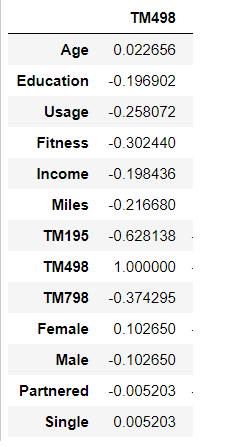 TM498
Age 0.022656
Education -0.196902
Usage -0.258072
Fitness -0.302440
Income -0.198436
Miles -0.216680
TM195 -0.628138
TM498 1.000000
TM798 -0.374295
Female 0.102650
Male -0.102650
Partnered -0.005203
Single 0.005203